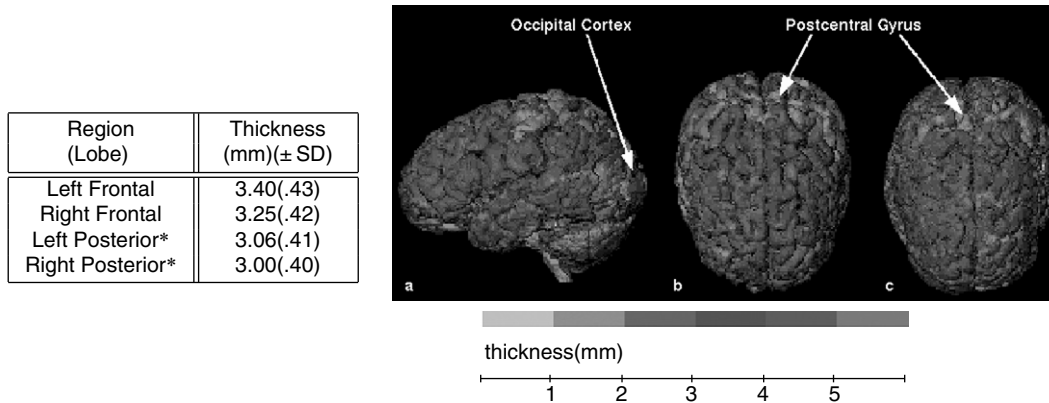 Region Thickness
(Lobe) (mm)(± SD)
Left Frontal 3.40(.43)
Right Frontal 3.25(.42)
Left Posterior* 3.06(.41)
Right Posterior* 3.00(.40)
Occipital Cortex Postcentral Gyrus
a b c
thickness(mm)
1 2 3 4 5